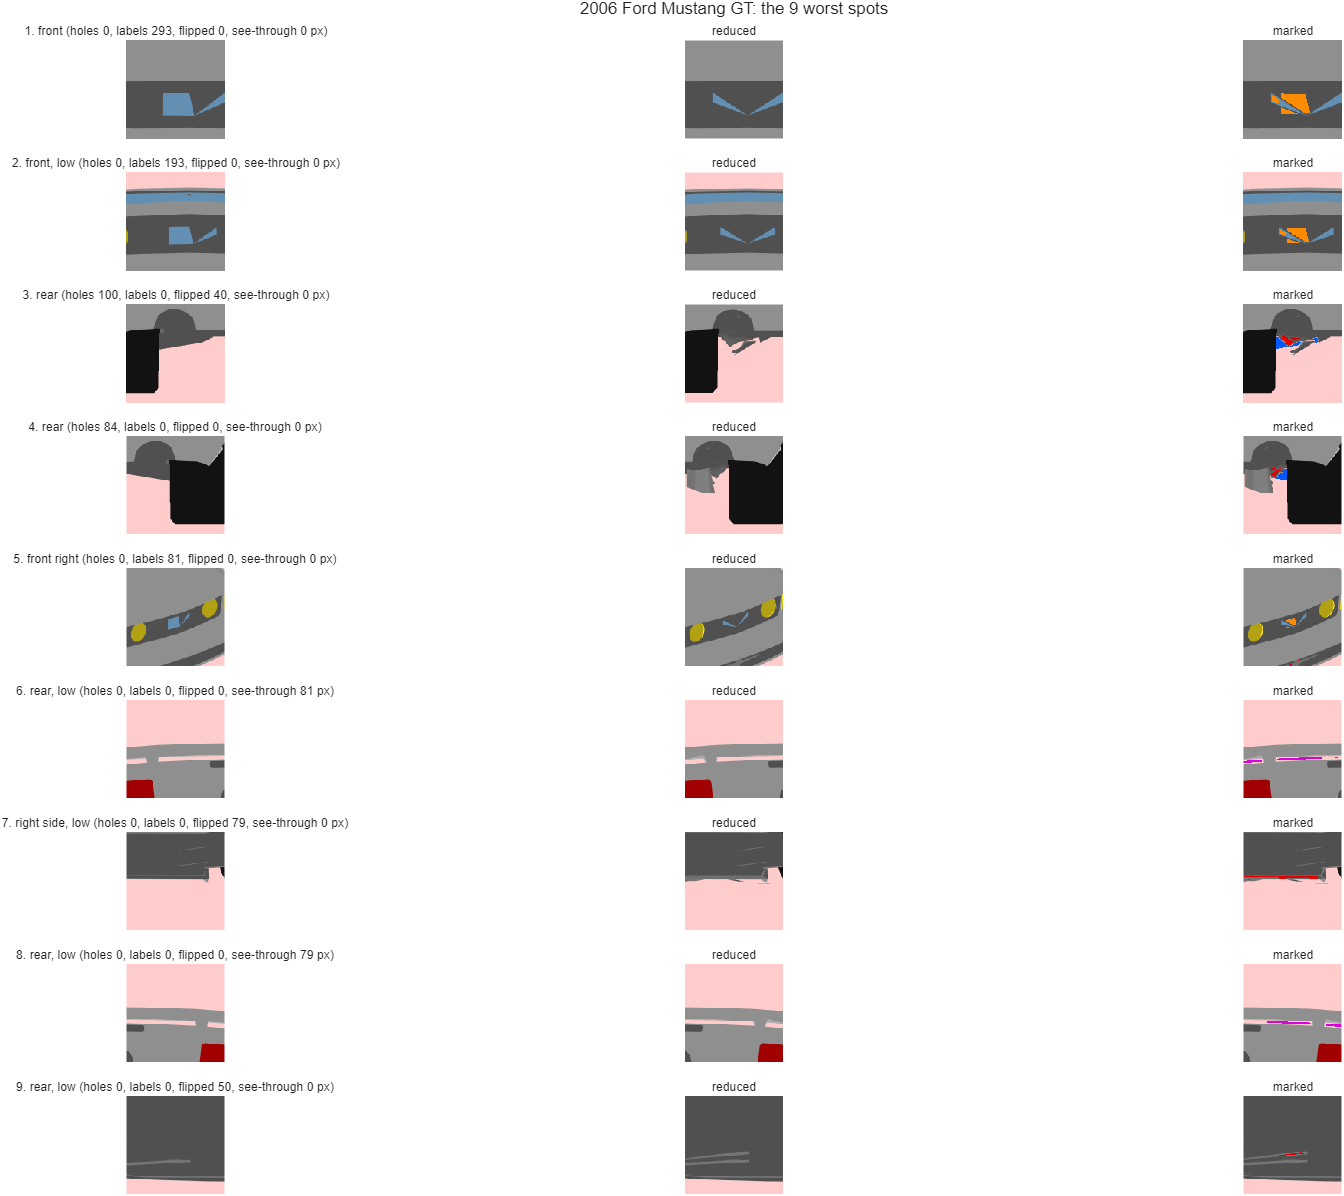 2006 Ford Mustang GT: the 9 worst spots
1. front (holes 0, labels 293, flipped 0, see-through 0 px)
reduced
marked
2. front, low (holes 0, labels 193, flipped 0, see-through 0 px)
reduced
marked
3. rear (holes 100, labels 0, flipped 40, see-through 0 px)
reduced
marked
4. rear (holes 84, labels 0, flipped 0, see-through 0 px)
reduced
marked
5. front right (holes 0, labels 81, flipped 0, see-through 0 px)
reduced
marked
6. rear, low (holes 0, labels 0, flipped 0, see-through 81 px)
reduced
marked
7. right side, low (holes 0, labels 0, flipped 79, see-through 0 px)
reduced
marked
8. rear, low (holes 0, labels 0, flipped 0, see-through 79 px)
reduced
marked
9. rear, low (holes 0, labels 0, flipped 50, see-through 0 px)
reduced
marked